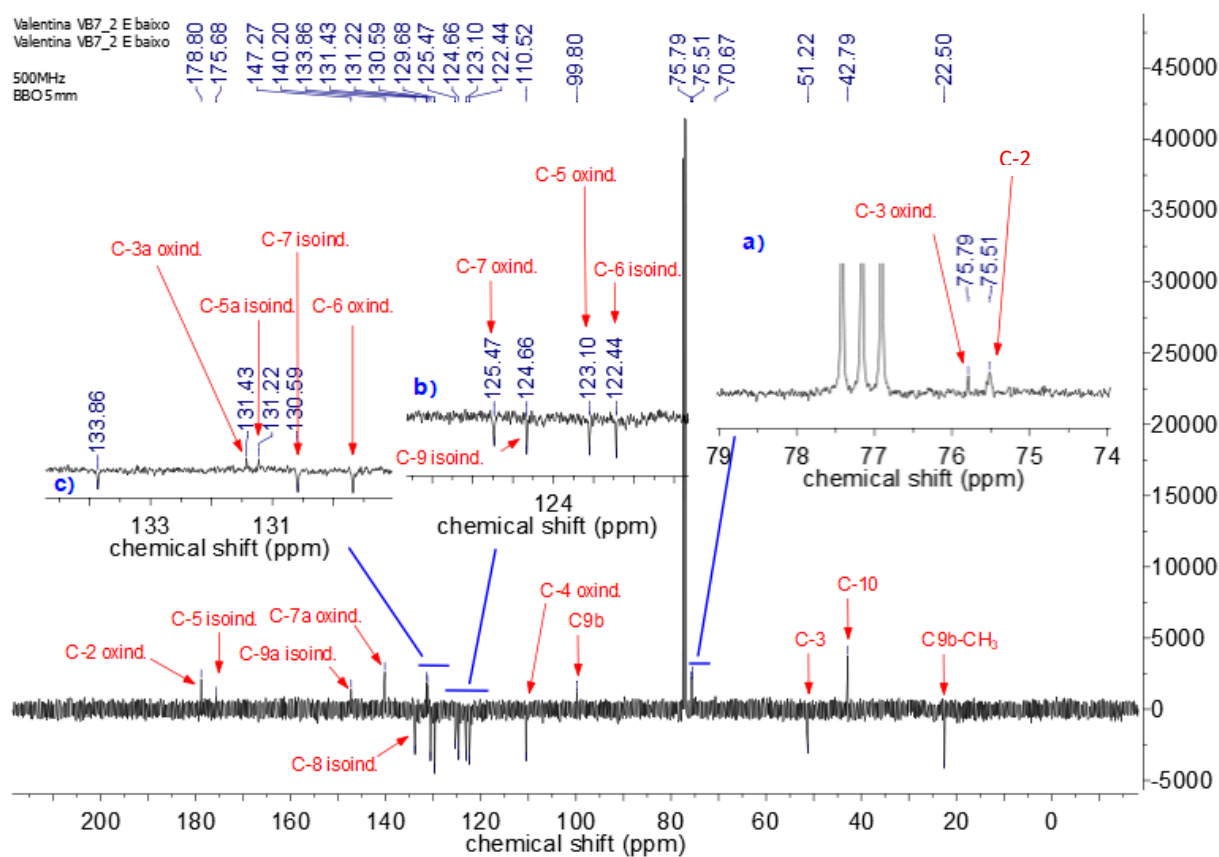 Valentina VB7_2 E baixo
Valentina VB7_2 E baixo
500MHz
BBO 5mm
178.80
175.68
147.27
140.20
133.86
131.43
131.22
130.59
129.68
125.47
124.66
123.10
122.44
110.52
99.80
75.79
75.51
70.67
51.22
42.79
22.50
45000
40000
35000
30000
25000
20000
15000
10000
5000
0
-5000
C-3a oxind.
C-7 isoind.
C-5a isoind.
C-6 oxind.
133.86
131.43
131.22
130.59
c)
133 131
chemical shift (ppm)
C-5 oxind.
C-7 oxind.
C-6 isoind.
125.47
124.66
123.10
122.44
b)
C-9 isoind.
124
chemical shift (ppm)
a)
C-2
C-3 oxind.
75.79
75.51
79 78 77 76 75 74
chemical shift (ppm)
C-2 oxind.
C-5 isoind.
C-9a isoind.
C-7a oxind.
C-8 isoind.
C-4 oxind.
C9b
C-3
C-10
C9b-CH₃
200 180 160 140 120 100 80 60 40 20 0
chemical shift (ppm)